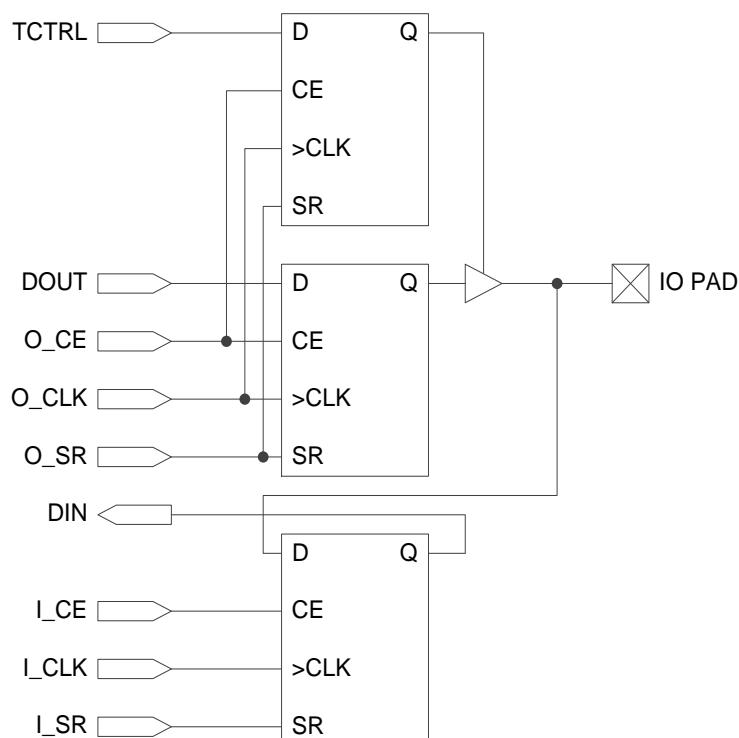 TCTRL D Q
CE
>CLK
SR
DOUT D Q IO PAD
O_CE CE
O_CLK >CLK
O_SR SR
DIN
D Q
I_CE CE
I_CLK >CLK
I_SR SR